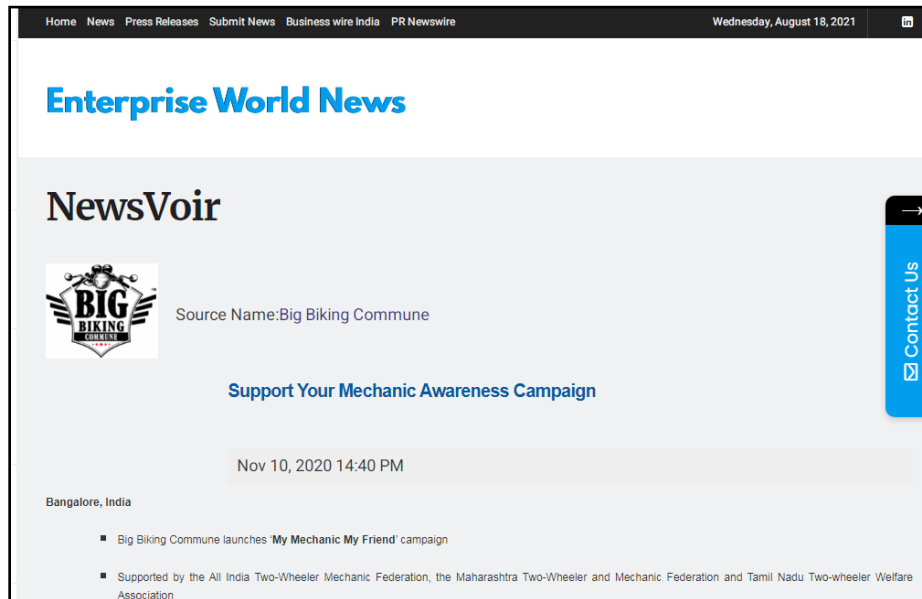 Home News Press Releases Submit News Business wire India PR Newswire Wednesday, August 18, 2021 in
Enterprise World News
NewsVoir
BIG
BIKING
COMMUNE
Source Name:Big Biking Commune
Contact Us
Support Your Mechanic Awareness Campaign
Nov 10, 2020 14:40 PM
Bangalore, India
Big Biking Commune launches ‘My Mechanic My Friend’ campaign
Supported by the All India Two-Wheeler Mechanic Federation, the Maharashtra Two-Wheeler and Mechanic Federation and Tamil Nadu Two-wheeler Welfare
Association